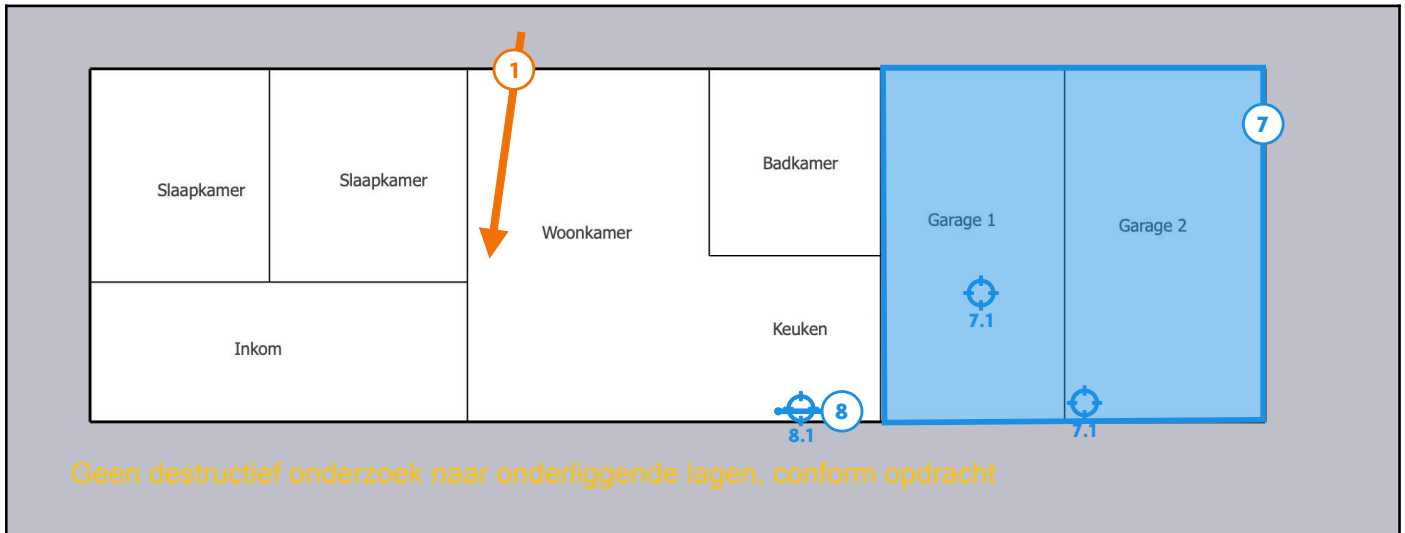 1
7
Badkamer
Slaapkamer
Slaapkamer
Woonkamer
Garage 1
Garage 2
7.1
Keuken
Inkom
8
8.1
7.1
Geen destructief onderzoek naar onderliggende lagen, conform opdracht